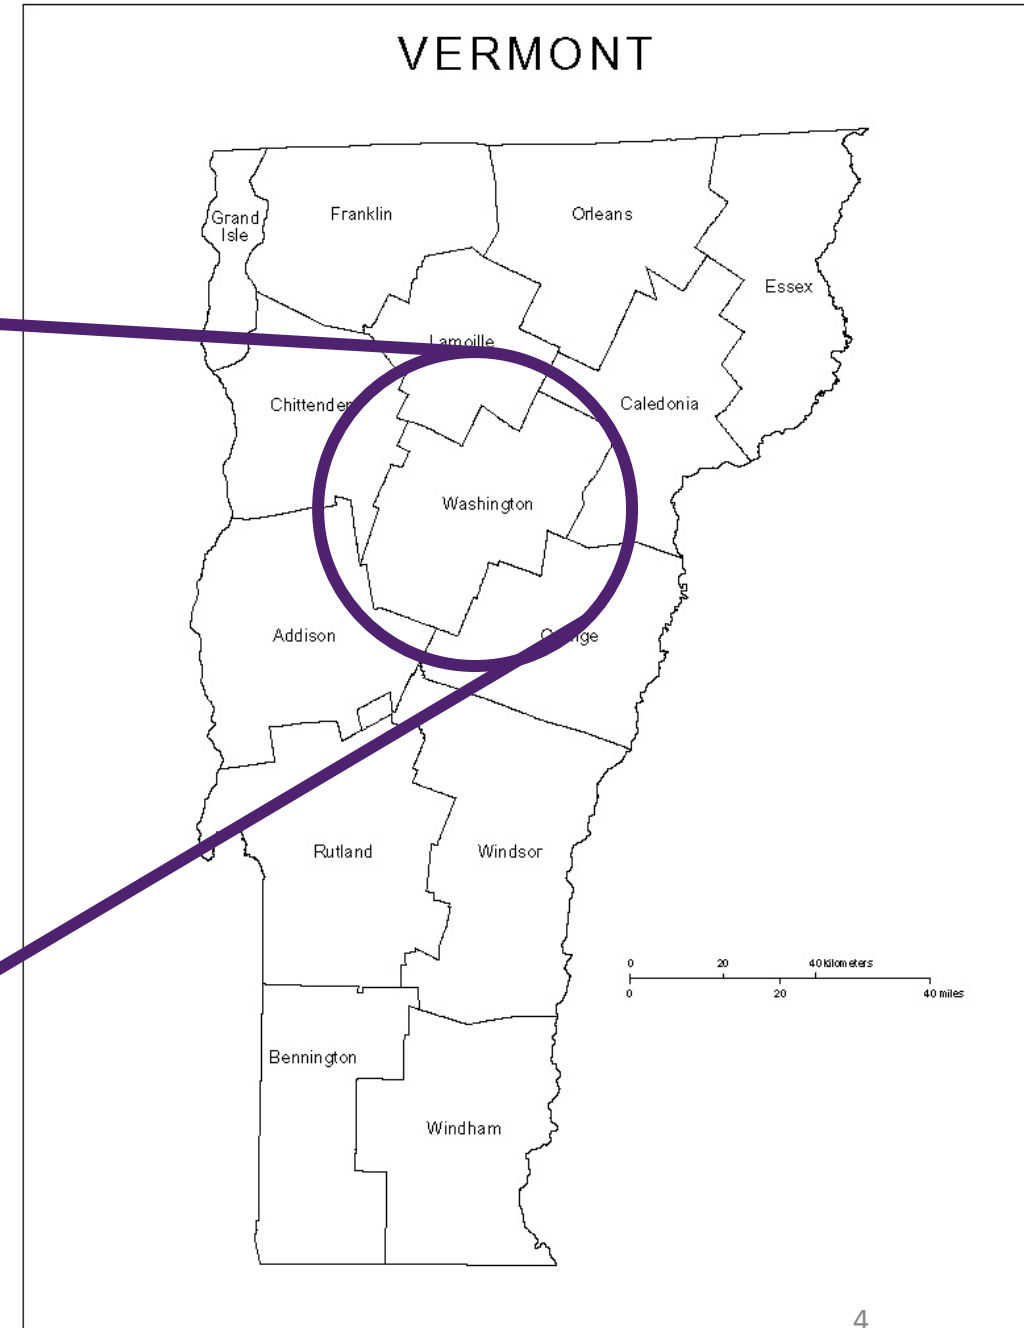 VERMONT
Grand
Isle
Franklin
Orleans
Essex
Lamoille
Chittenden
Caledonia
Washington
Addison
Orange
Rutland
Windsor
0 20 40 kilometers
0 20 40 miles
Bennington
Windham
4